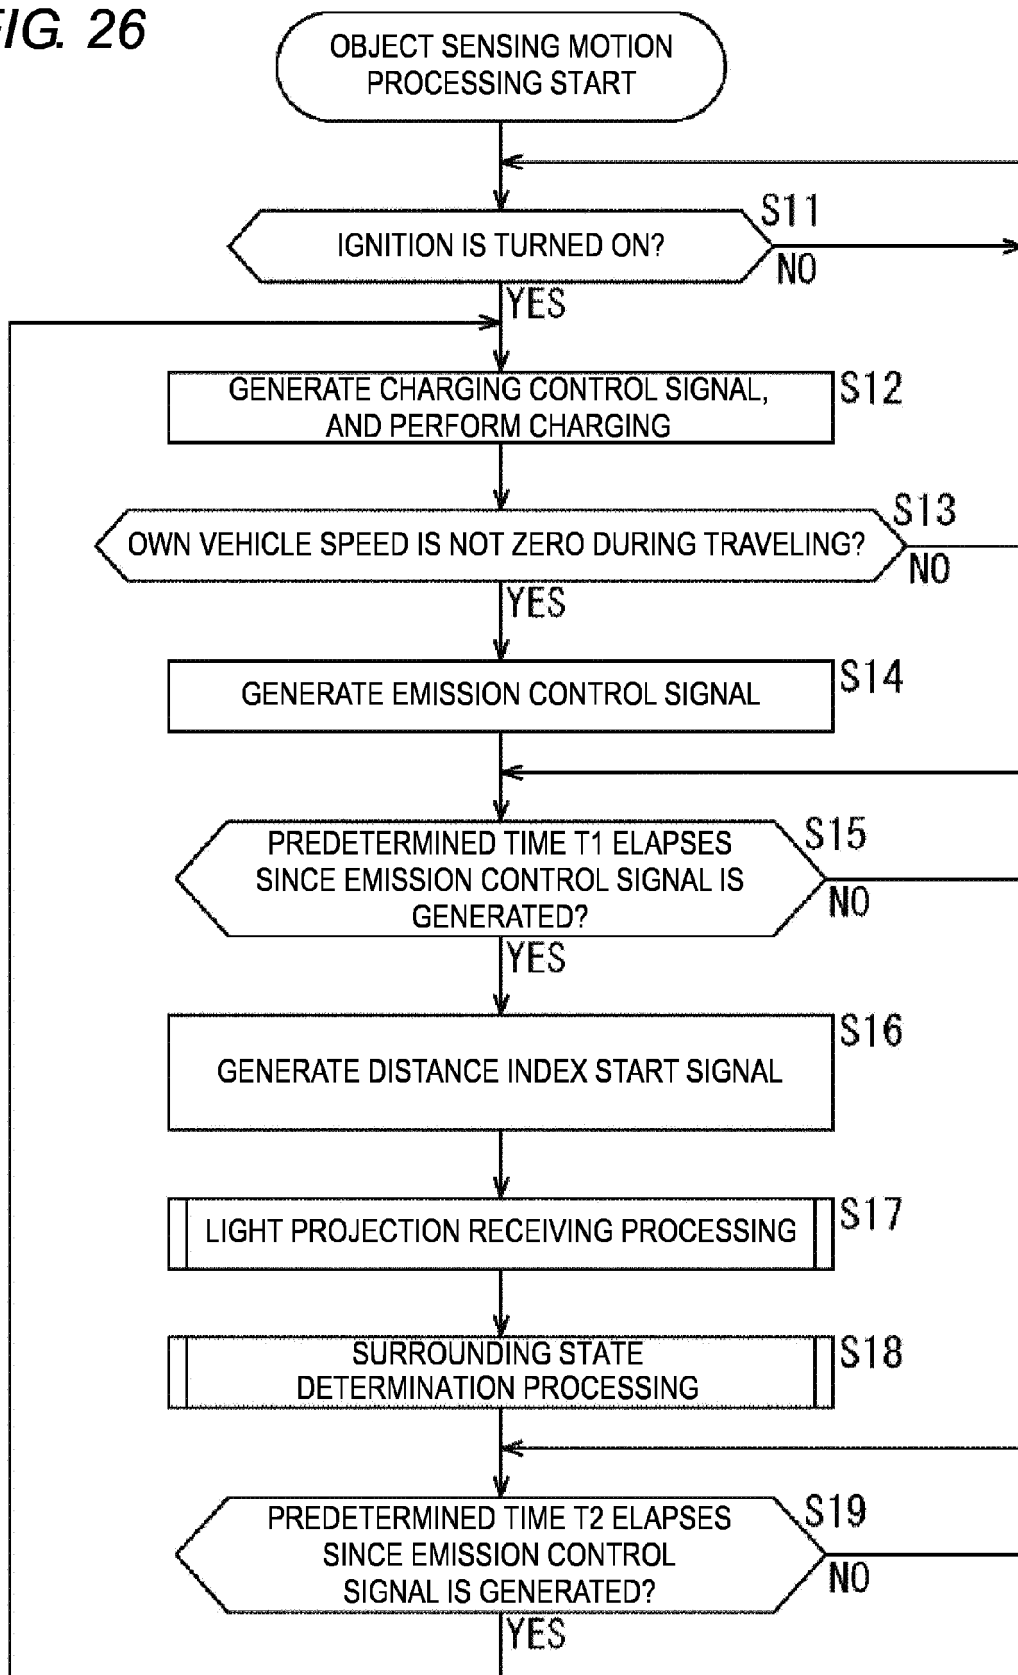 FIG. 26
OBJECT SENSING MOTION
PROCESSING START
S11
IGNITION IS TURNED ON?
NO
YES
GENERATE CHARGING CONTROL SIGNAL,
AND PERFORM CHARGING
S12
S13
OWN VEHICLE SPEED IS NOT ZERO DURING TRAVELING?
NO
YES
GENERATE EMISSION CONTROL SIGNAL
S14
PREDETERMINED TIME T1 ELAPSES
SINCE EMISSION CONTROL SIGNAL IS
GENERATED?
S15
NO
YES
GENERATE DISTANCE INDEX START SIGNAL
S16
LIGHT PROJECTION RECEIVING PROCESSING
S17
SURROUNDING STATE
DETERMINATION PROCESSING
S18
PREDETERMINED TIME T2 ELAPSES
SINCE EMISSION CONTROL
SIGNAL IS GENERATED?
S19
NO
YES